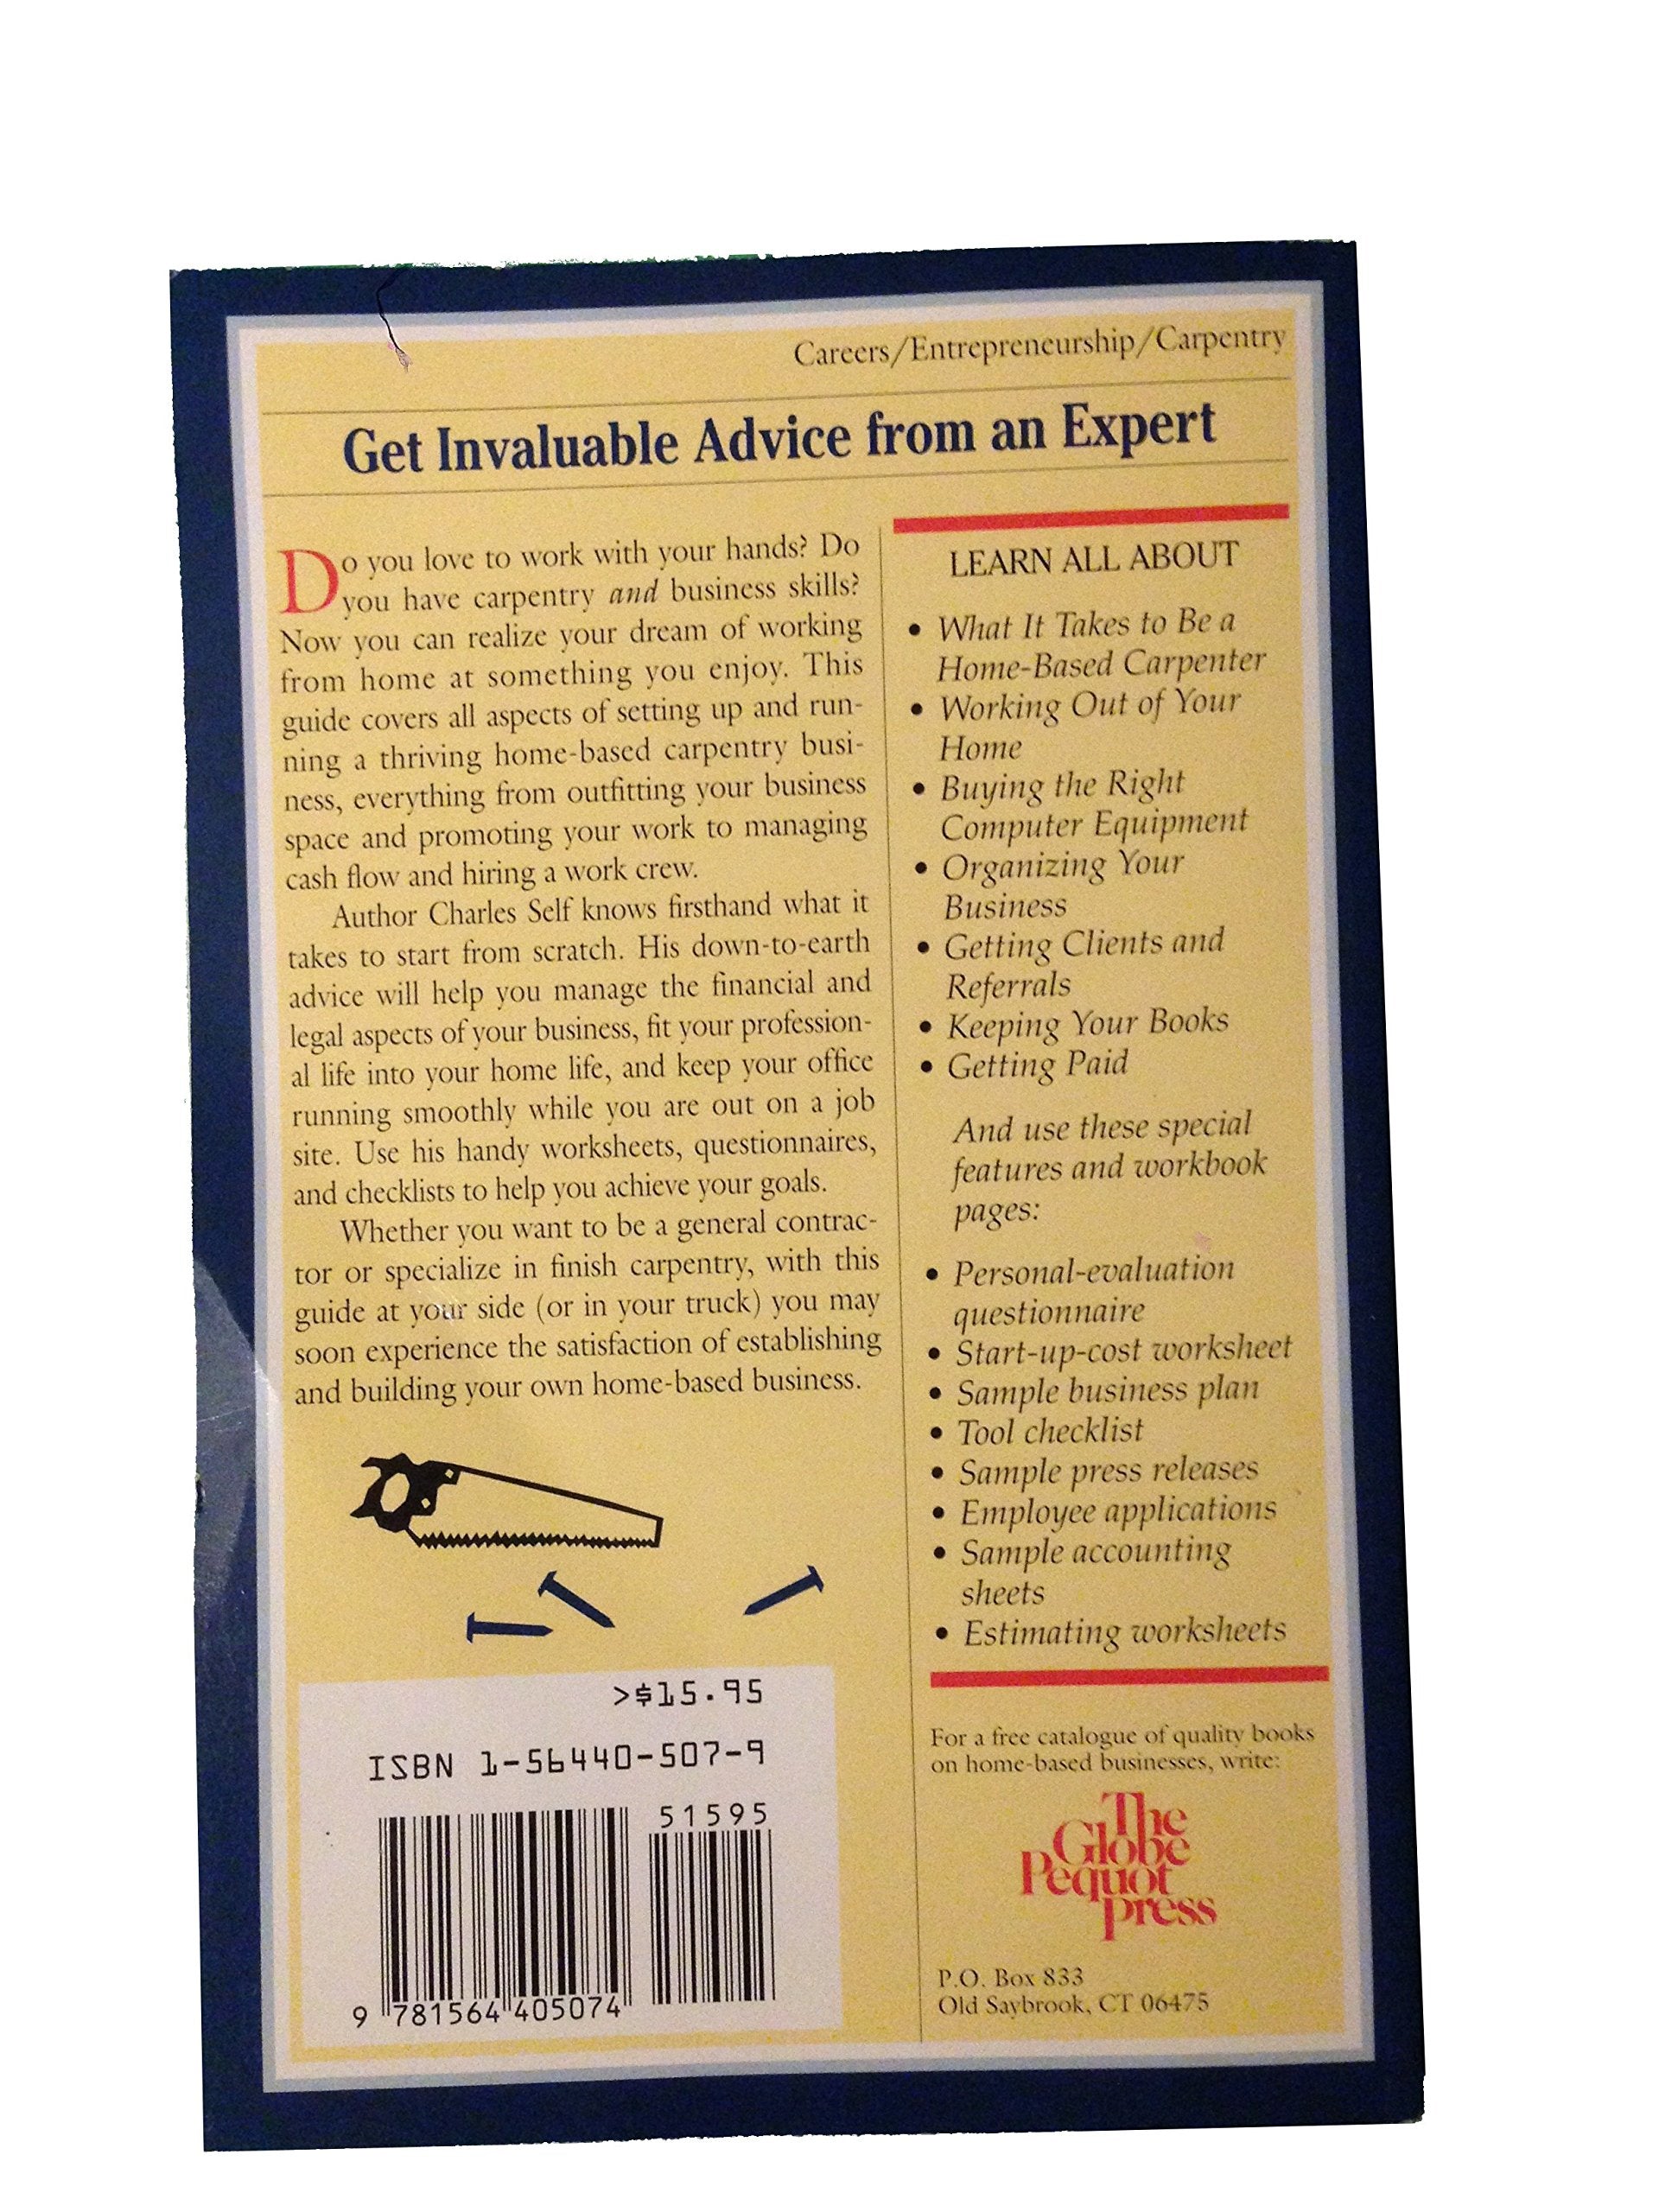 Careers/Entrepreneurship/Carpentry
Get Invaluable Advice from an Expert
Do you love to work with your hands? Do
you have carpentry and business skills?
Now you can realize your dream of working
from home at something you enjoy. This
guide covers all aspects of setting up and run-
ning a thriving home-based carpentry busi-
ness, everything from outfitting your business
space and promoting your work to managing
cash flow and hiring a work crew.
Author Charles Self knows firsthand what it
takes to start from scratch. His down-to-earth
advice will help you manage the financial and
legal aspects of your business, fit your profession-
al life into your home life, and keep your office
running smoothly while you are out on a job
site. Use his handy worksheets, questionnaires,
and checklists to help you achieve your goals.
Whether you want to be a general contrac-
tor or specialize in finish carpentry, with this
guide at your side (or in your truck) you may
soon experience the satisfaction of establishing
and building your own home-based business.
LEARN ALL ABOUT
• What It Takes to Be a
Home-Based Carpenter
• Working Out of Your
Home
• Buying the Right
Computer Equipment
• Organizing Your
Business
• Getting Clients and
Referrals
• Keeping Your Books
• Getting Paid
And use these special
features and workbook
pages:
• Personal-evaluation
questionnaire
• Start-up-cost worksheet
• Sample business plan
• Tool checklist
• Sample press releases
• Employee applications
• Sample accounting
sheets
• Estimating worksheets
>$15.95
ISBN 1-56440-507-9
51595
9 781564 405074
For a free catalogue of quality books
on home-based businesses, write:
The
Globe
Pequot
Press
P.O. Box 833
Old Saybrook, CT 06475